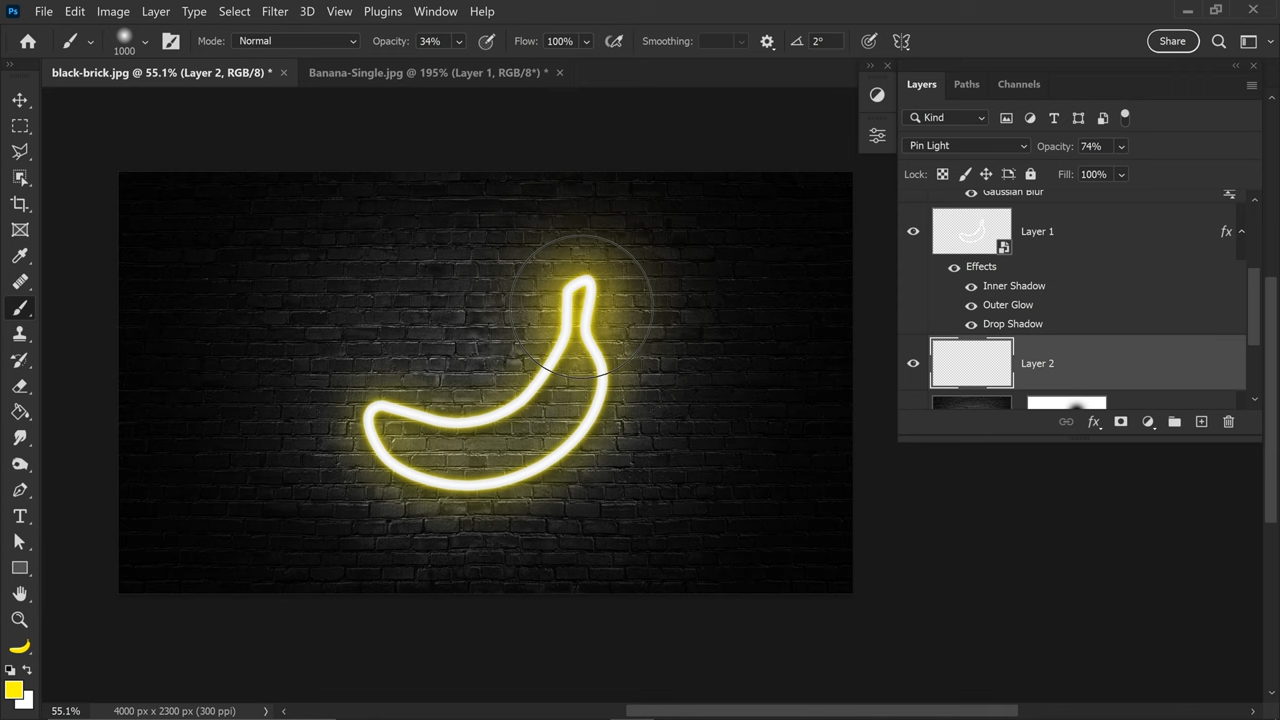 Ps File Edit Image Layer Type Select Filter 3D View Plugins Window Help
1000 Mode: Normal Opacity: 34% Flow: 100% Smoothing: 2° Share
black-brick.jpg @ 55.1% (Layer 2, RGB/8) * Banana-Single.jpg @ 195% (Layer 1, RGB/8*) *
Layers Paths Channels
Kind
Pin Light Opacity: 74%
Lock: Fill: 100%
Gaussian Blur
Layer 1 fx
Effects
Inner Shadow
Outer Glow
Drop Shadow
Layer 2
fx
55.1% 4000 px x 2300 px (300 ppi)